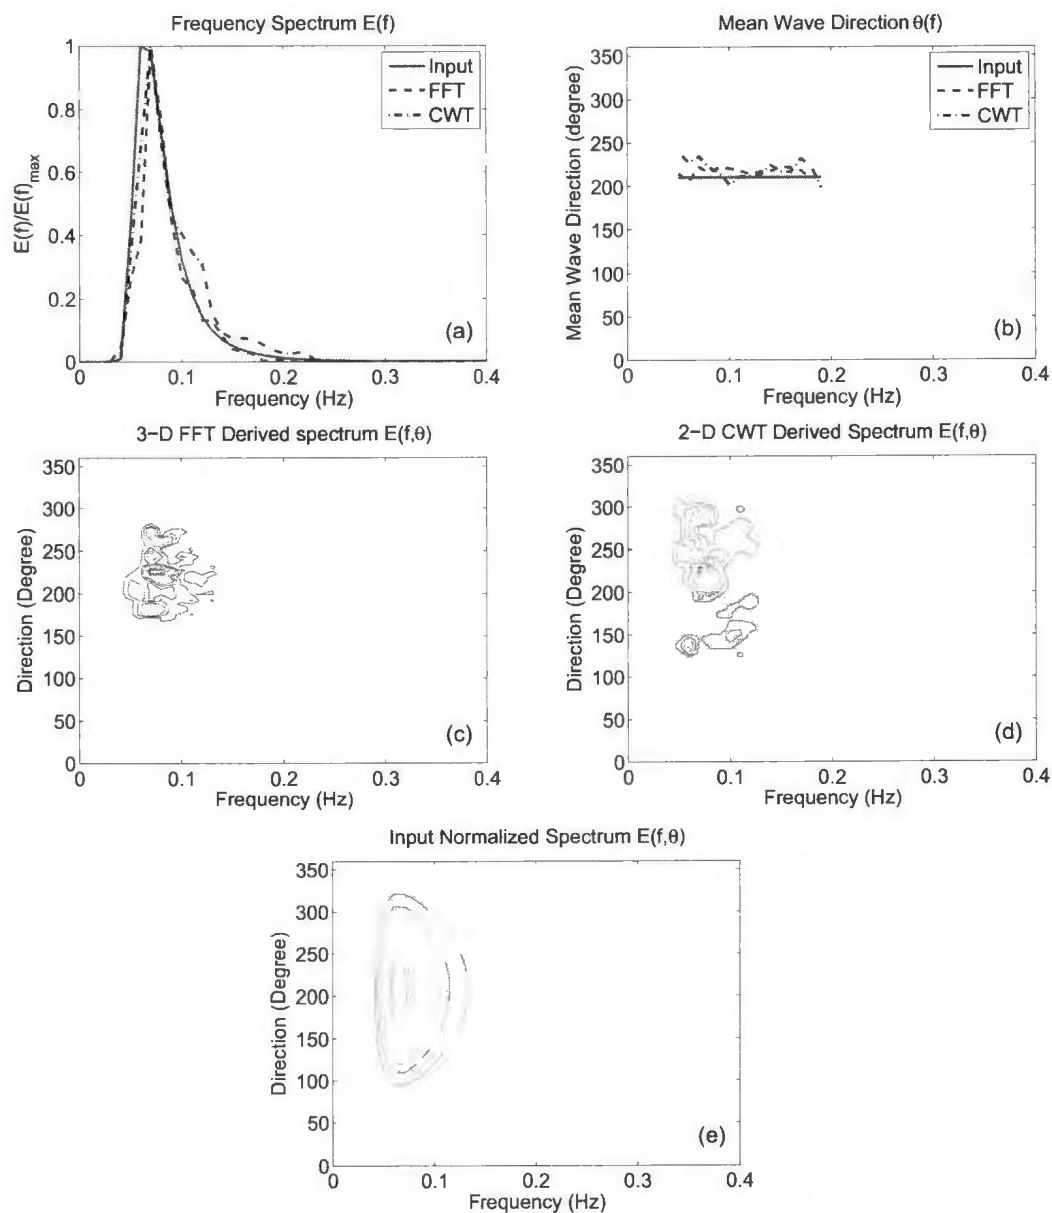 Frequency Spectrum E(f)
1
0.8
0.6
0.4
0.2
0
E(f)/E(f)max
Input
FFT
CWT
(a)
0 0.1 0.2 0.3 0.4
Frequency (Hz)
Mean Wave Direction θ(f)
350
300
250
200
150
100
50
0
Mean Wave Direction (degree)
Input
FFT
CWT
(b)
0 0.1 0.2 0.3 0.4
Frequency (Hz)
3-D FFT Derived spectrum E(f,θ)
350
300
250
200
150
100
50
0
Direction (Degree)
(c)
0 0.1 0.2 0.3 0.4
Frequency (Hz)
2-D CWT Derived Spectrum E(f,θ)
350
300
250
200
150
100
50
0
Direction (Degree)
(d)
0 0.1 0.2 0.3 0.4
Frequency (Hz)
Input Normalized Spectrum E(f,θ)
350
300
250
200
150
100
50
0
Direction (Degree)
(e)
0 0.1 0.2 0.3 0.4
Frequency (Hz)